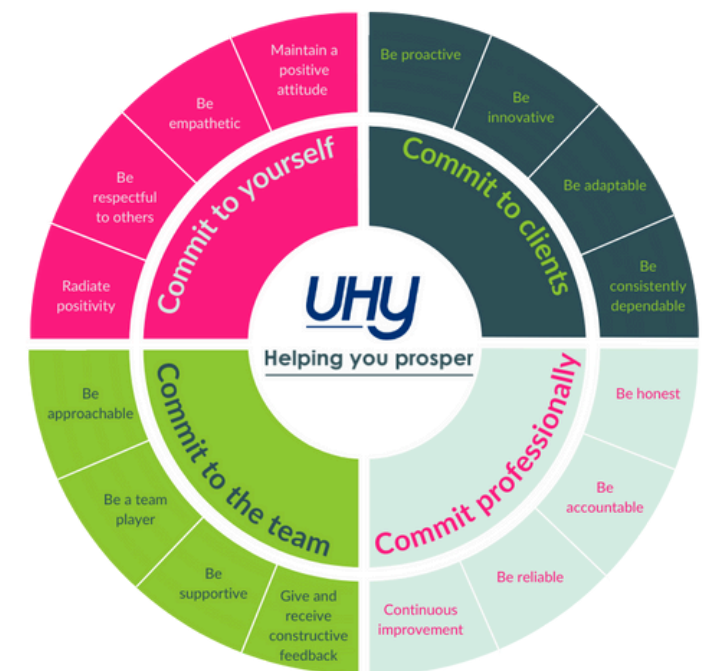 Maintain a
positive
attitude
Be
empathetic
Be
respectful
to others
Radiate
positivity
Commit to yourself
Be proactive
Be
innovative
Be adaptable
Be
consistently
dependable
Commit to clients
UHY
Helping you prosper
Be
approachable
Be a team
player
Be
supportive
Give and
receive
constructive
feedback
Commit to the team
Be honest
Be
accountable
Be reliable
Continuous
improvement
Commit professionally